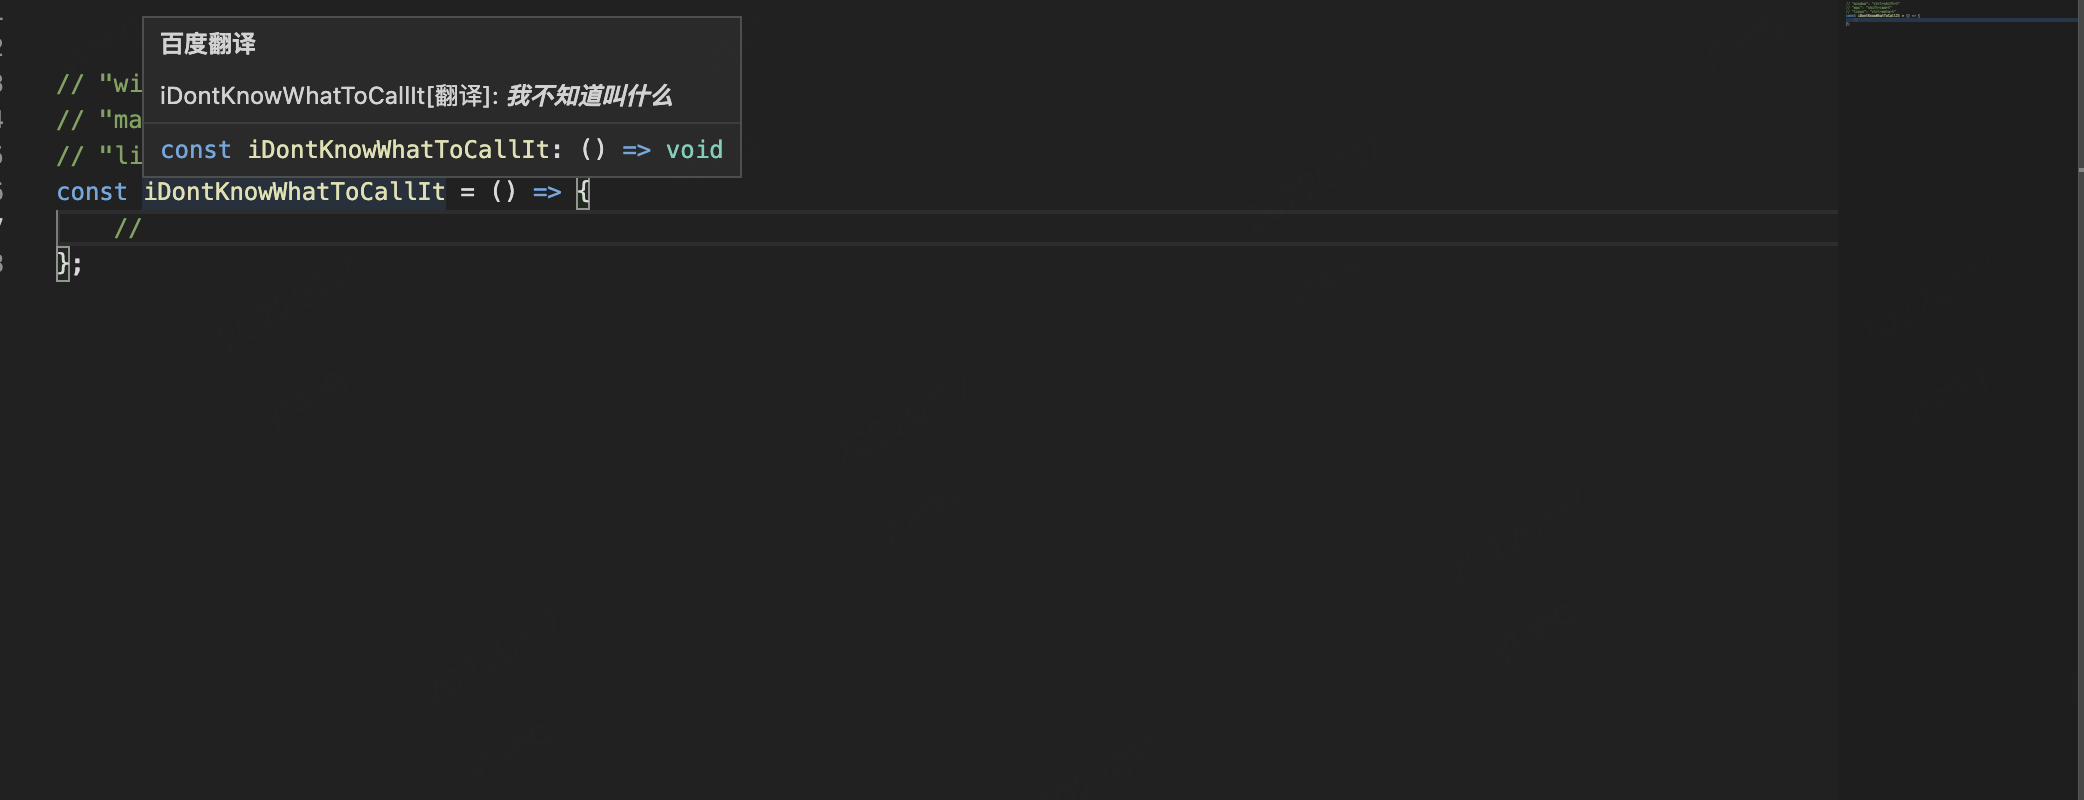 百度翻译
iDontKnowWhatToCallIt[翻译]: 我不知道叫什么
const iDontKnowWhatToCallIt: () => void
// "wi
// "ma
// "li
const iDontKnowWhatToCallIt = () => {
//
};